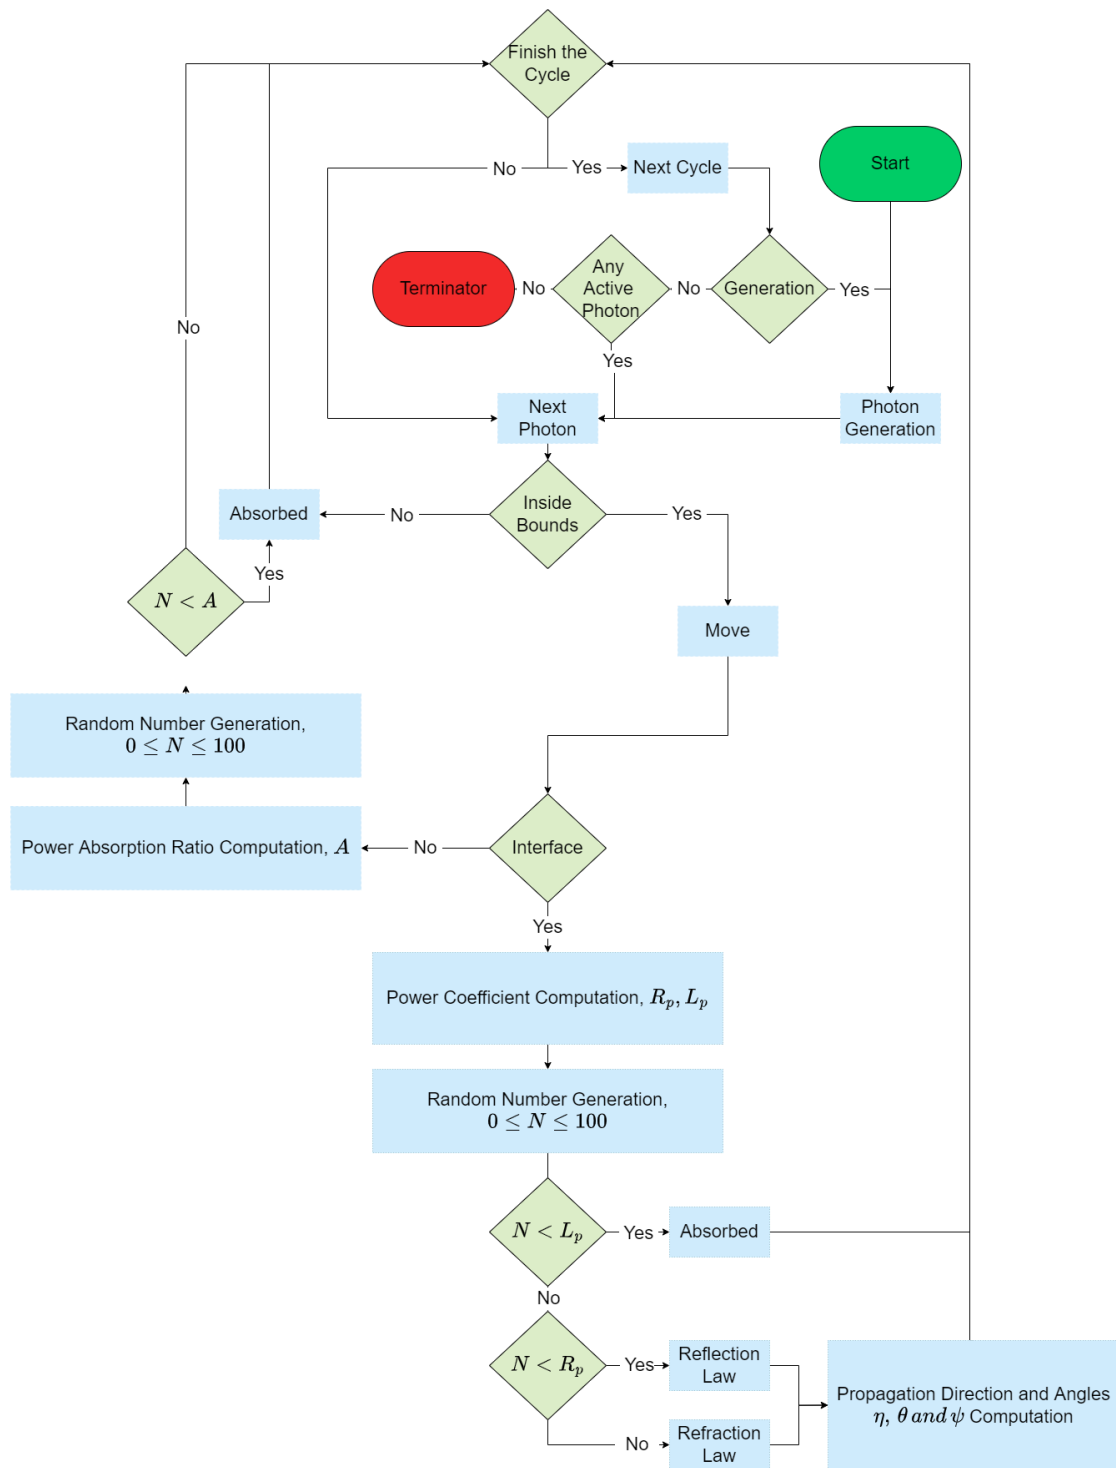 Finish the
Cycle
No
Yes
Next Cycle
Start
Terminator
No
Any
Active
Photon
No
Generation
Yes
No
Yes
Next
Photon
Photon
Generation
Absorbed
No
Inside
Bounds
Yes
Yes
N < A
Move
Random Number Generation,
0 ≤ N ≤ 100
Power Absorption Ratio Computation, A
No
Interface
Yes
Power Coefficient Computation, R_p, L_p
Random Number Generation,
0 ≤ N ≤ 100
N < L_p
Yes
Absorbed
No
N < R_p
Yes
Reflection
Law
Propagation Direction and Angles
η, θ and ψ Computation
No
Refraction
Law